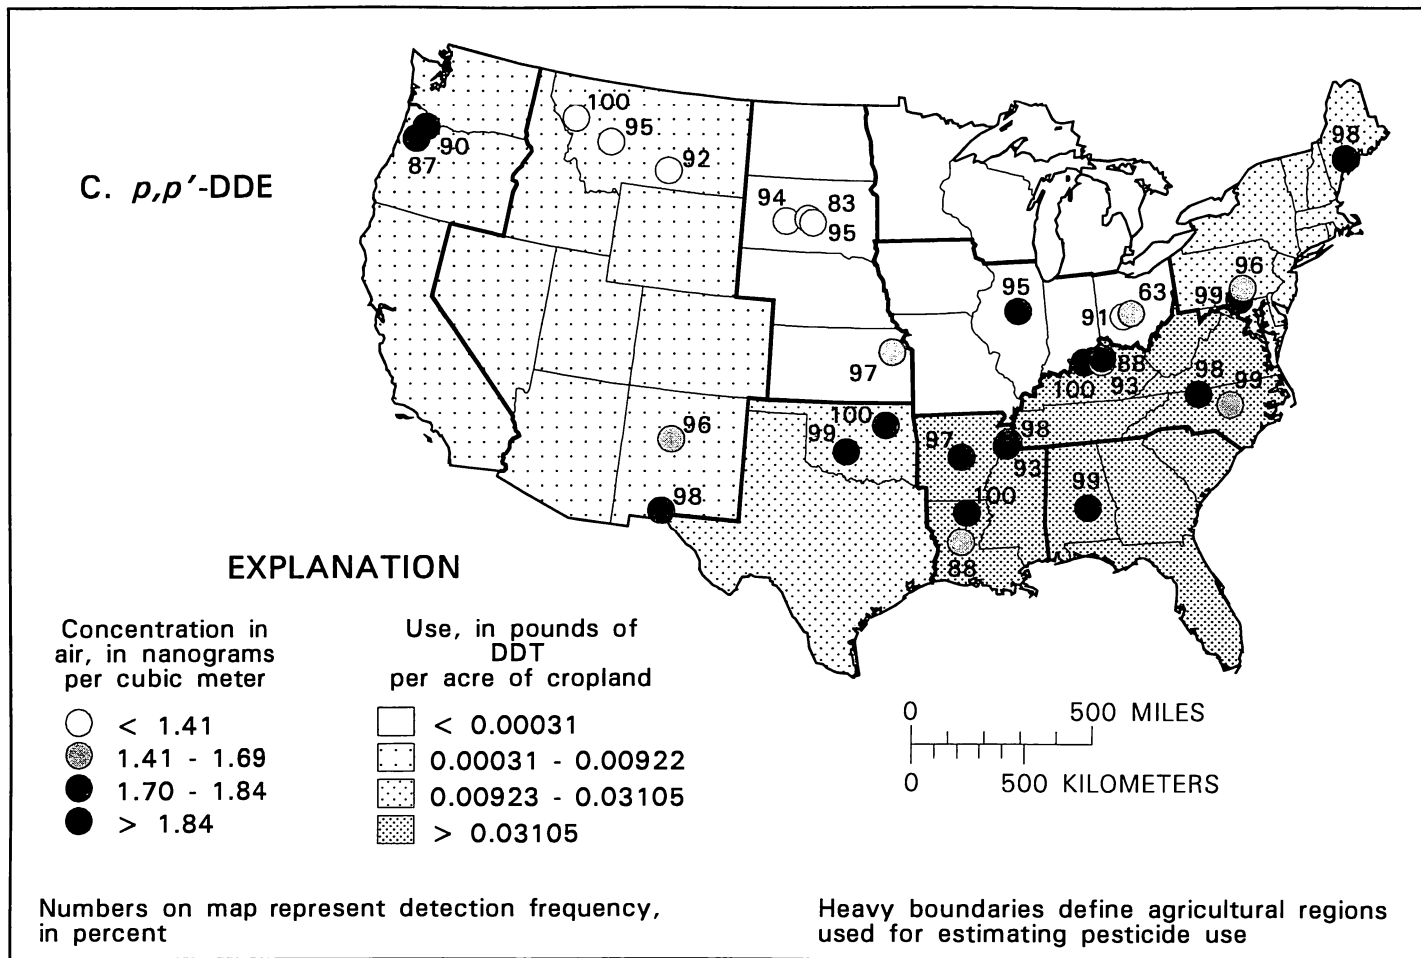 C. p,p′-DDE
100
95
92
90
87
98
94
83
95
95
63
91
96
99
97
88
100
93
98
99
96
100
99
97
98
93
98
100
99
88
EXPLANATION
Concentration in
air, in nanograms
per cubic meter
< 1.41
1.41 - 1.69
1.70 - 1.84
> 1.84
Use, in pounds of
DDT
per acre of cropland
< 0.00031
0.00031 - 0.00922
0.00923 - 0.03105
> 0.03105
0 500 MILES
0 500 KILOMETERS
Numbers on map represent detection frequency,
in percent
Heavy boundaries define agricultural regions
used for estimating pesticide use